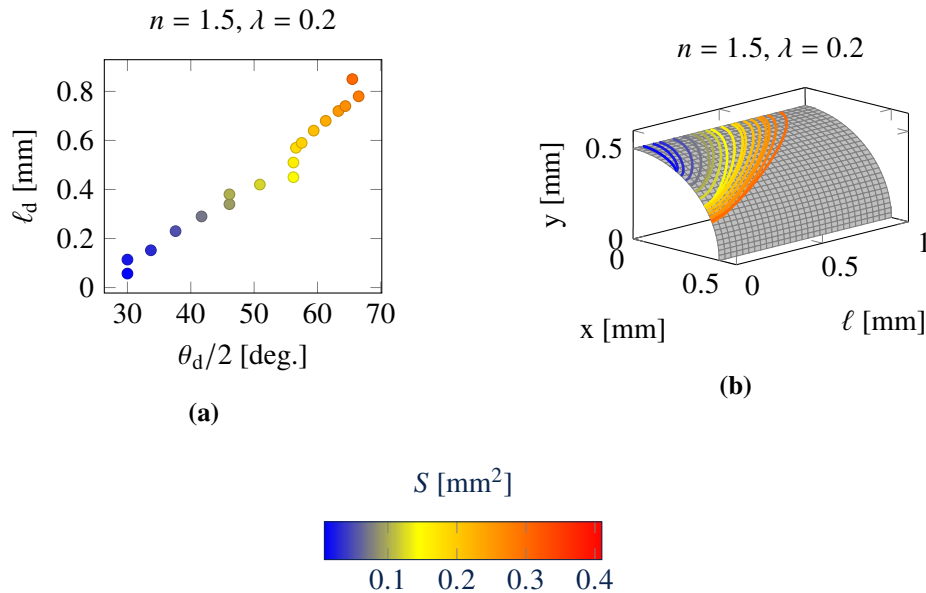 n = 1.5, λ = 0.2
0.8
0.6
0.4
0.2
0
ℓd [mm]
30 40 50 60 70
θd/2 [deg.]
(a)
n = 1.5, λ = 0.2
0.5
0
y [mm]
0
0.5
x [mm]
0
0.5
1
ℓ [mm]
(b)
S [mm²]
0.1 0.2 0.3 0.4